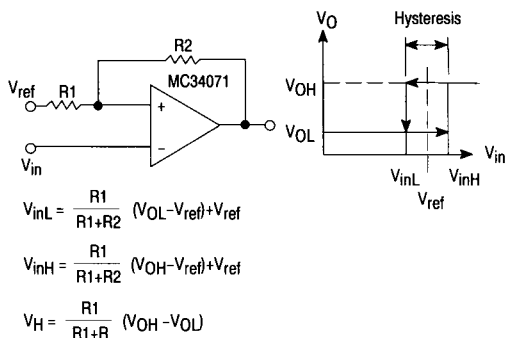 R2
MC34071
Vref
R1
+
−
Vin
VO
Hysteresis
VOH
VOL
Vin
VinL
VinH
Vref
VinL = R1/(R1+R2) (VOL−Vref)+Vref
VinH = R1/(R1+R2) (VOH−Vref)+Vref
VH = R1/(R1+R) (VOH −VOL)